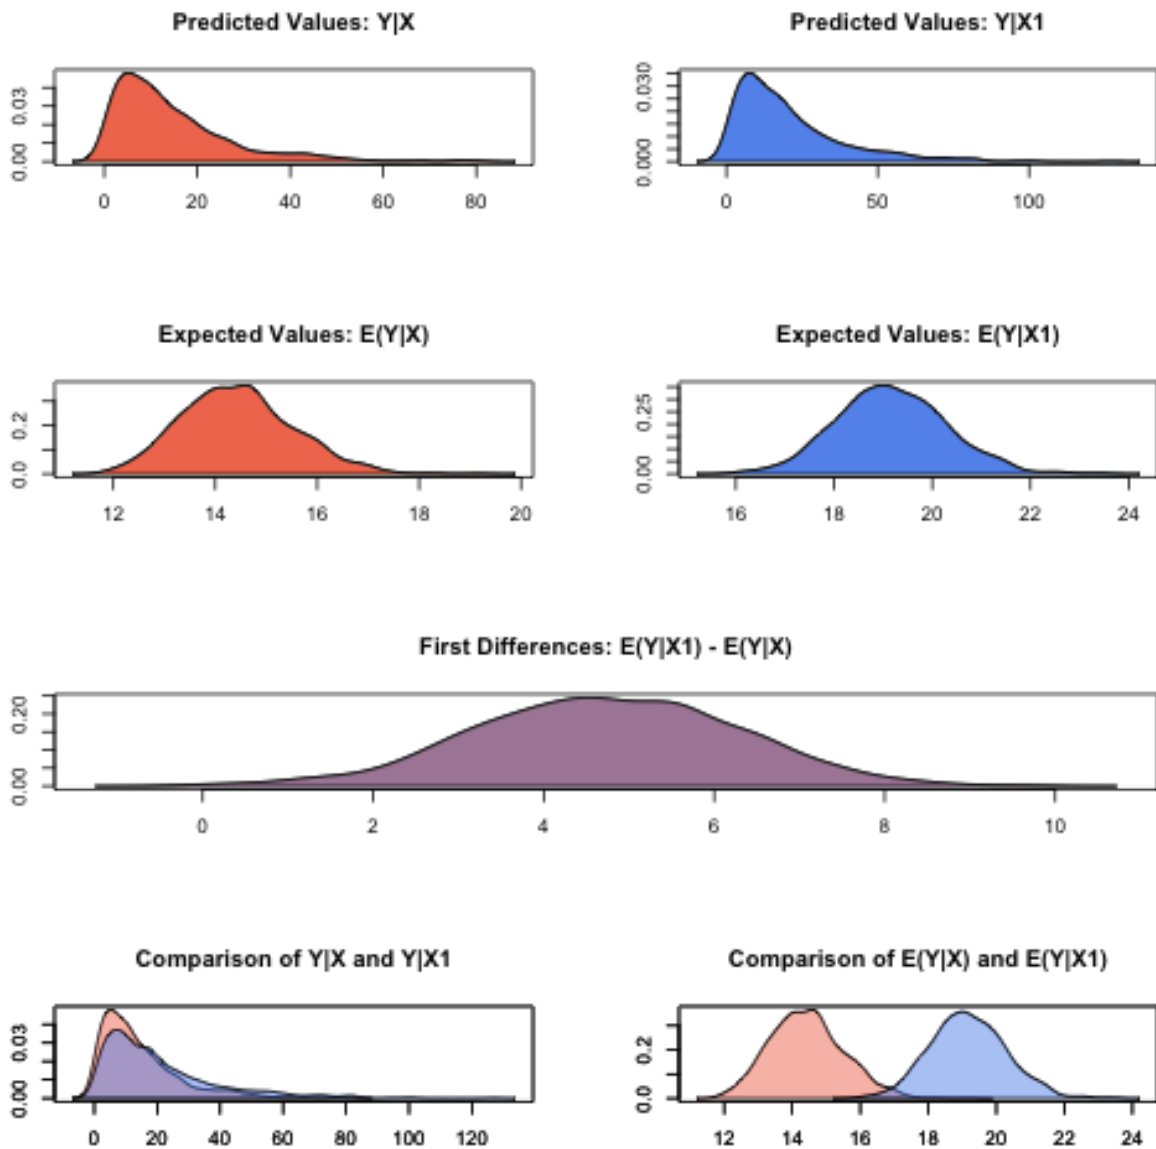 Predicted Values: Y|X
0.00 0.03
0 20 40 60 80
Predicted Values: Y|X1
0.000 0.030
0 50 100
Expected Values: E(Y|X)
0.0 0.2
12 14 16 18 20
Expected Values: E(Y|X1)
0.00 0.25
16 18 20 22 24
First Differences: E(Y|X1) - E(Y|X)
0.00 0.20
0 2 4 6 8 10
Comparison of Y|X and Y|X1
0.00 0.03
0 20 40 60 80 100 120
Comparison of E(Y|X) and E(Y|X1)
0.0 0.2
12 14 16 18 20 22 24